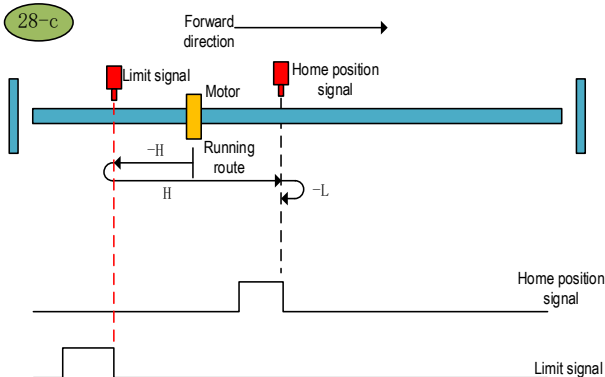 28-c
Forward
direction
Limit signal
Home position
signal
Motor
-H
Running
route
H
-L
Home position
signal
Limit signal